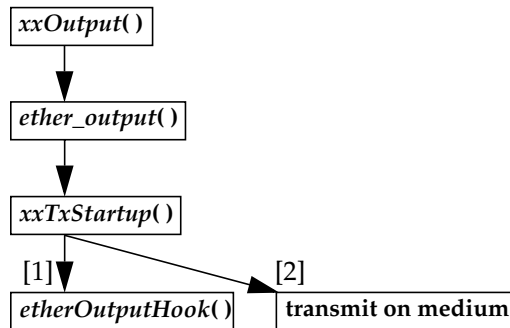 xxOutput( )
ether_output( )
xxTxStartup( )
[1] [2]
etherOutputHook( ) transmit on medium